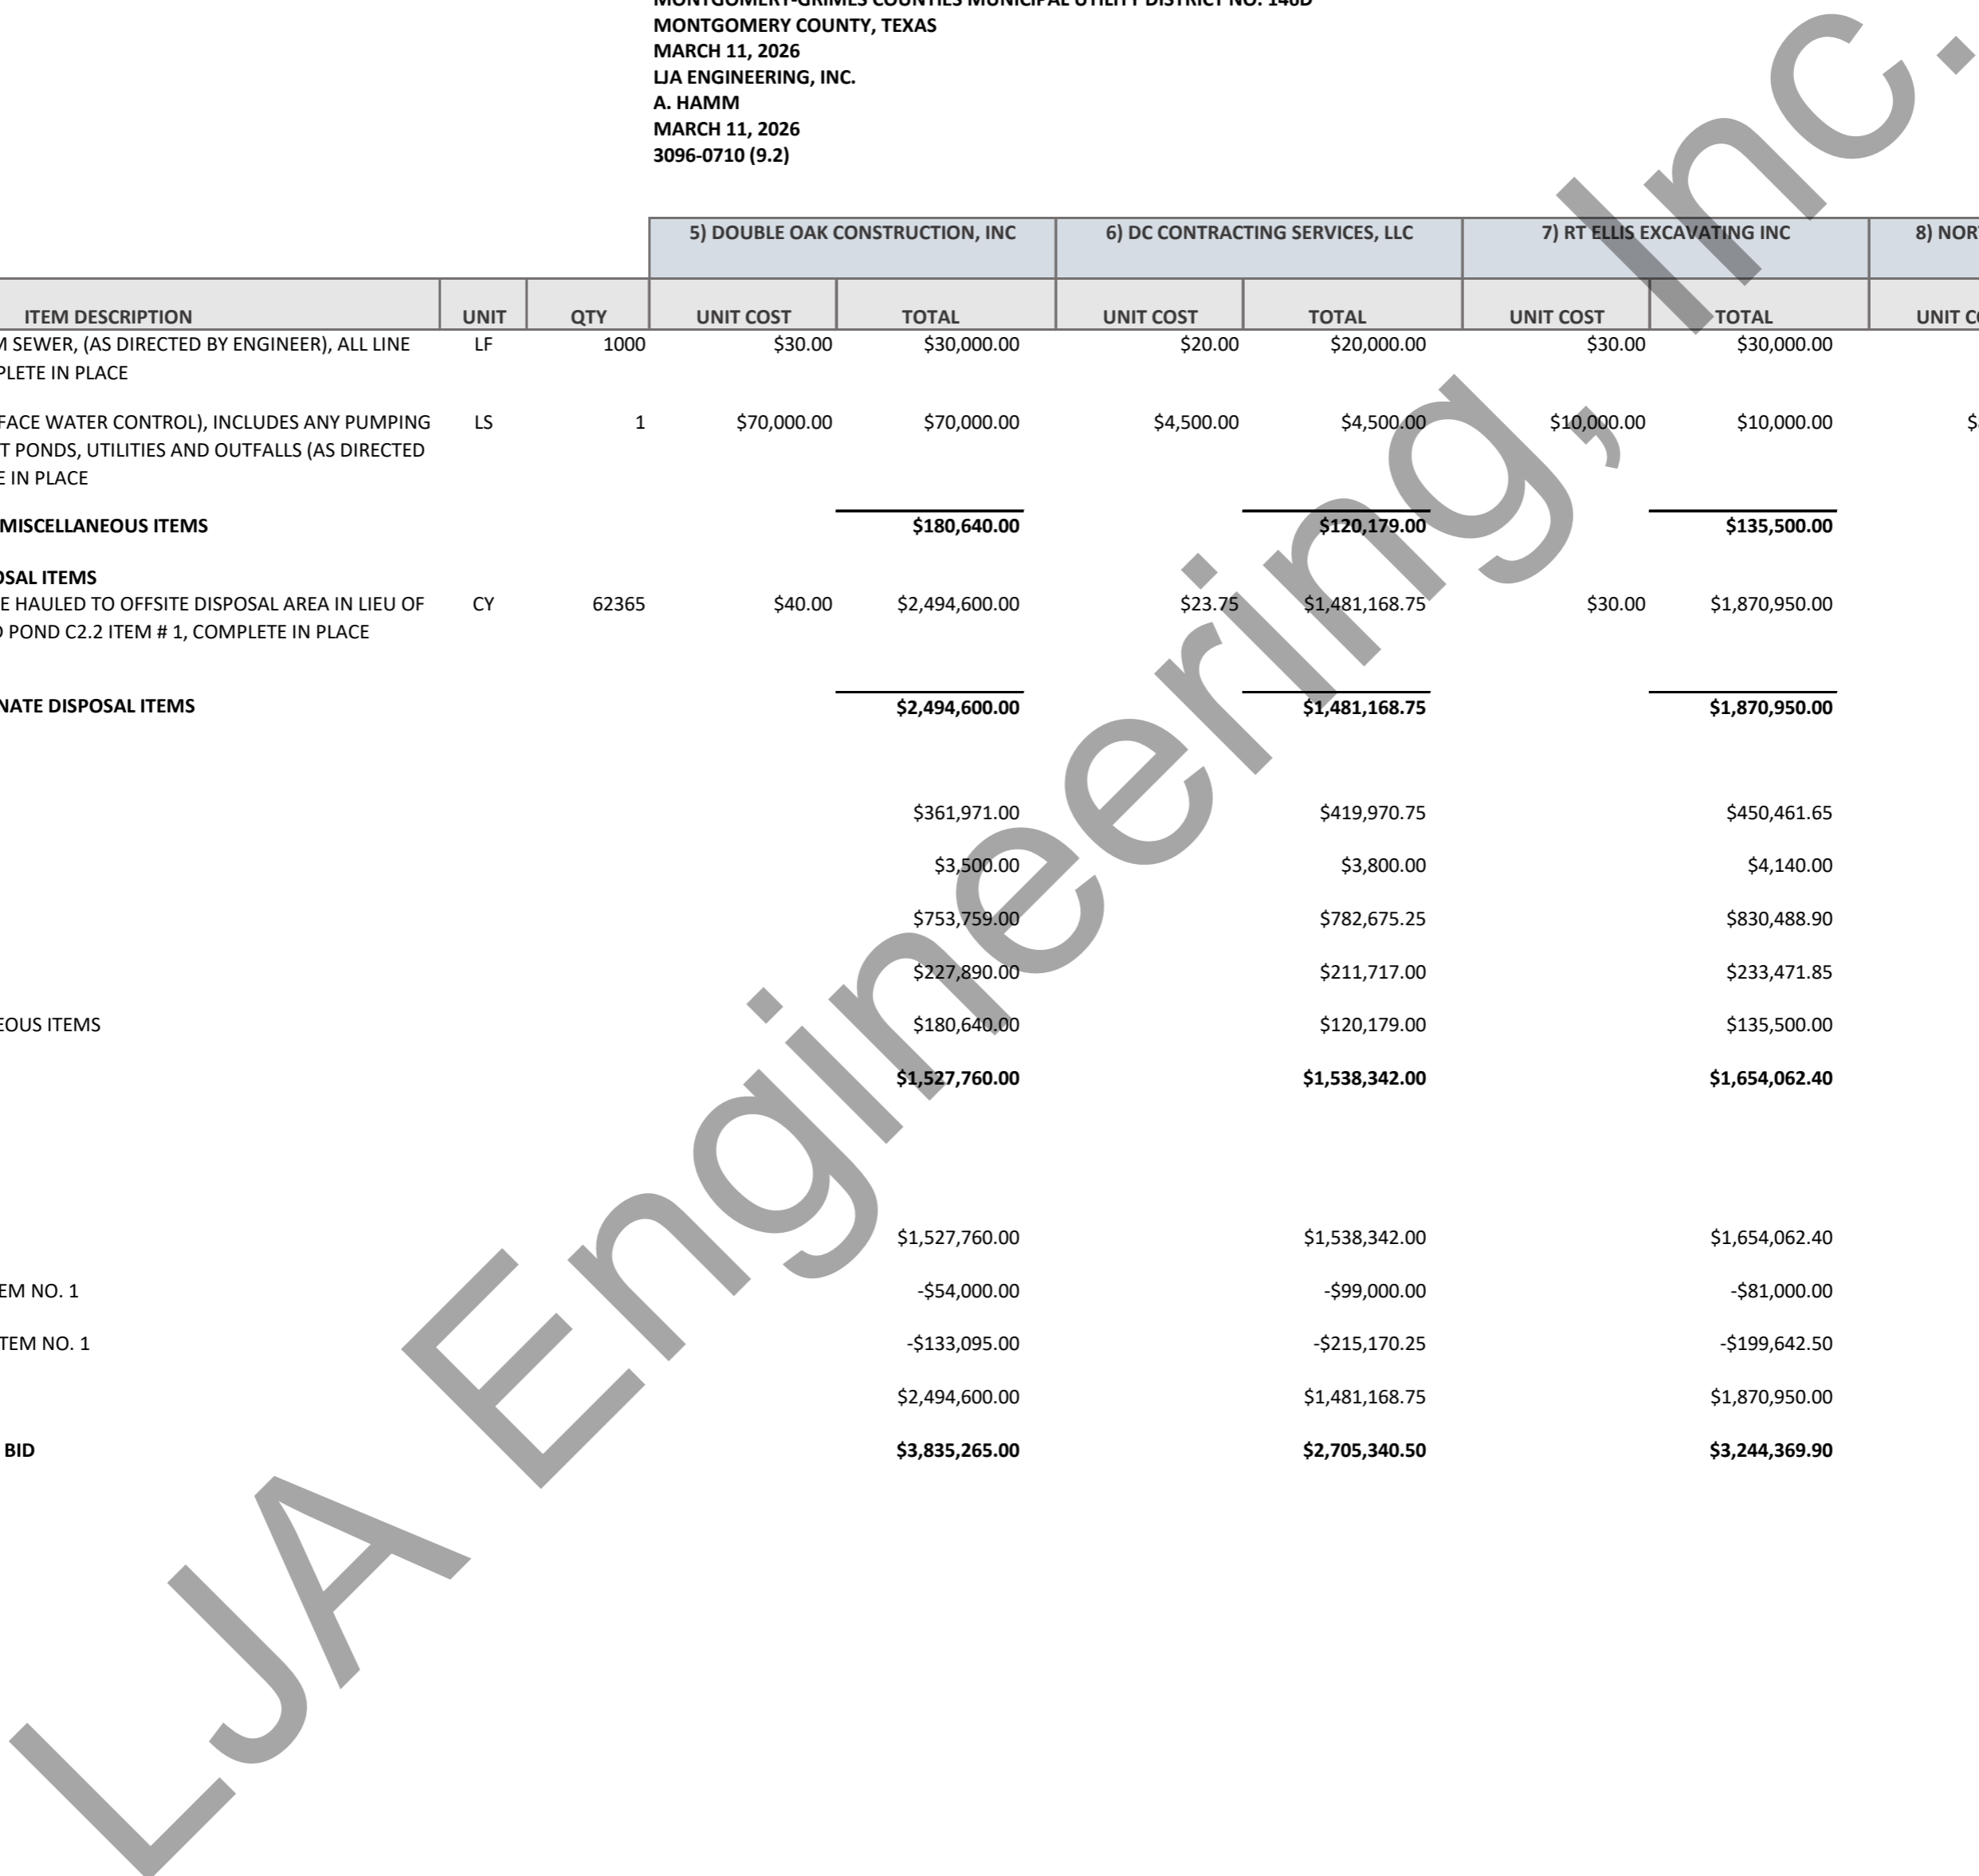 MONTGOMERY-GRIMES COUNTIES MUNICIPAL UTILITY DISTRICT NO.
MONTGOMERY COUNTY, TEXAS
MARCH 11, 2026
LJA ENGINEERING, INC.
A. HAMM
MARCH 11, 2026
3096-0710 (9.2)
5) DOUBLE OAK CONSTRUCTION, INC 6) DC CONTRACTING SERVICES, LLC 7) RT ELLIS EXCAVATING INC 8) NOR
ITEM DESCRIPTION UNIT QTY UNIT COST TOTAL UNIT COST TOTAL UNIT COST TOTAL UNIT CO
M SEWER, (AS DIRECTED BY ENGINEER), ALL LINE LF 1000 $30.00 $30,000.00 $20.00 $20,000.00 $30.00 $30,000.00
PLETE IN PLACE
FACE WATER CONTROL), INCLUDES ANY PUMPING LS 1 $70,000.00 $70,000.00 $4,500.00 $4,500.00 $10,000.00 $10,000.00 $
T PONDS, UTILITIES AND OUTFALLS (AS DIRECTED
E IN PLACE
MISCELLANEOUS ITEMS $180,640.00 $120,179.00 $135,500.00
OSAL ITEMS
E HAULED TO OFFSITE DISPOSAL AREA IN LIEU OF CY 62365 $40.00 $2,494,600.00 $23.75 $1,481,168.75 $30.00 $1,870,950.00
D POND C2.2 ITEM # 1, COMPLETE IN PLACE
NATE DISPOSAL ITEMS $2,494,600.00 $1,481,168.75 $1,870,950.00
$361,971.00 $419,970.75 $450,461.65
$3,500.00 $3,800.00 $4,140.00
$753,759.00 $782,675.25 $830,488.90
$227,890.00 $211,717.00 $233,471.85
EOUS ITEMS $180,640.00 $120,179.00 $135,500.00
$1,527,760.00 $1,538,342.00 $1,654,062.40
$1,527,760.00 $1,538,342.00 $1,654,062.40
EM NO. 1 -$54,000.00 -$99,000.00 -$81,000.00
TEM NO. 1 -$133,095.00 -$215,170.25 -$199,642.50
$2,494,600.00 $1,481,168.75 $1,870,950.00
BID $3,835,265.00 $2,705,340.50 $3,244,369.90
LJA Engineering, Inc.